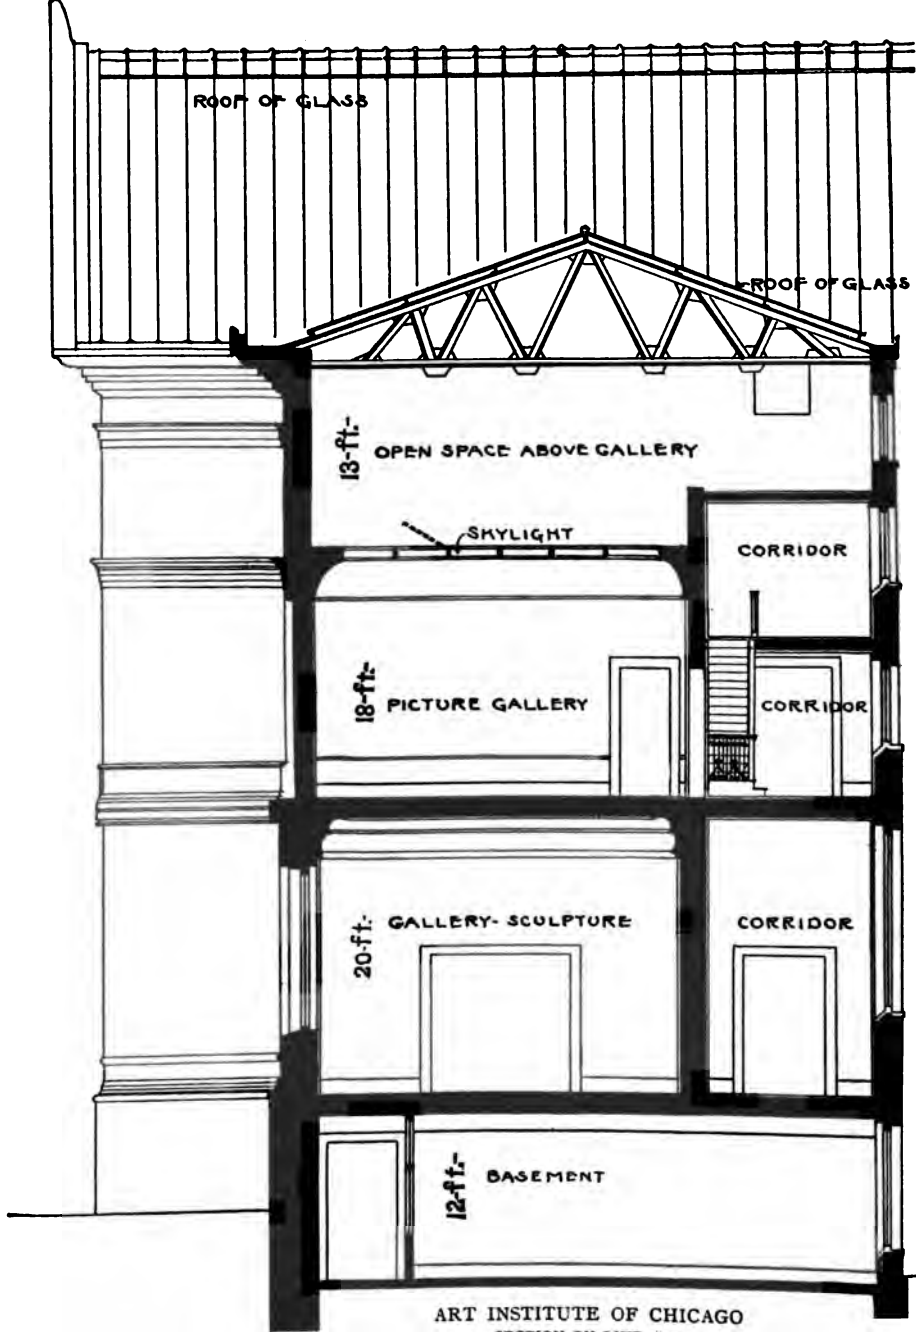 ROOF OF GLASS
ROOF OF GLASS
13-ft.-
OPEN SPACE ABOVE GALLERY
SKYLIGHT
CORRIDOR
18-ft.-
PICTURE GALLERY
CORRIDOR
20-ft.-
GALLERY- SCULPTURE
CORRIDOR
12-ft.-
BASEMENT
ART INSTITUTE OF CHICAGO